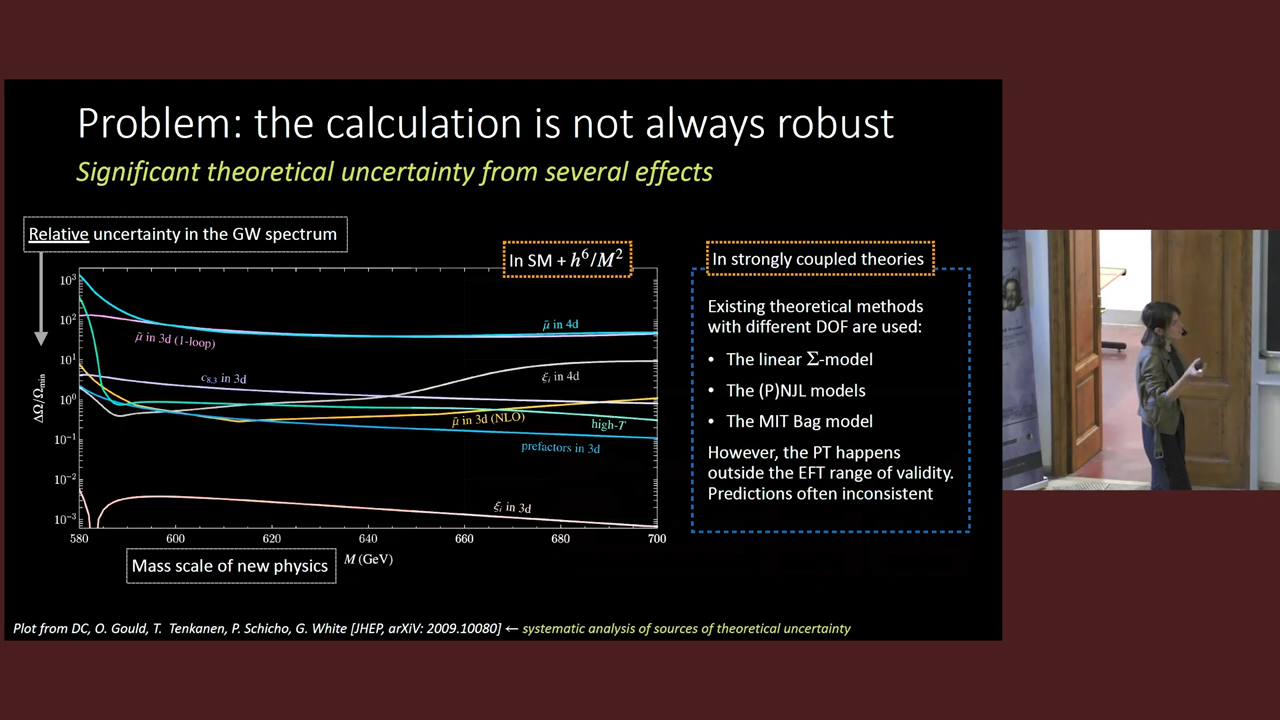 Problem: the calculation is not always robust
Significant theoretical uncertainty from several effects
Relative uncertainty in the GW spectrum
In SM + h⁶/M²
ΔΩ/Ωmin
10³
10²
10¹
10⁰
10⁻¹
10⁻²
10⁻³
μ̄ in 4d
μ̄ in 3d (1-loop)
c₈,₃ in 3d
ξᵢ in 4d
μ̄ in 3d (NLO)
high-T
prefactors in 3d
ξᵢ in 3d
580 600 620 640 660 680 700
M (GeV)
Mass scale of new physics
In strongly coupled theories
Existing theoretical methods
with different DOF are used:
• The linear Σ-model
• The (P)NJL models
• The MIT Bag model
However, the PT happens
outside the EFT range of validity.
Predictions often inconsistent
Plot from DC, O. Gould, T. Tenkanen, P. Schicho, G. White [JHEP, arXiV: 2009.10080] ← systematic analysis of sources of theoretical uncertainty